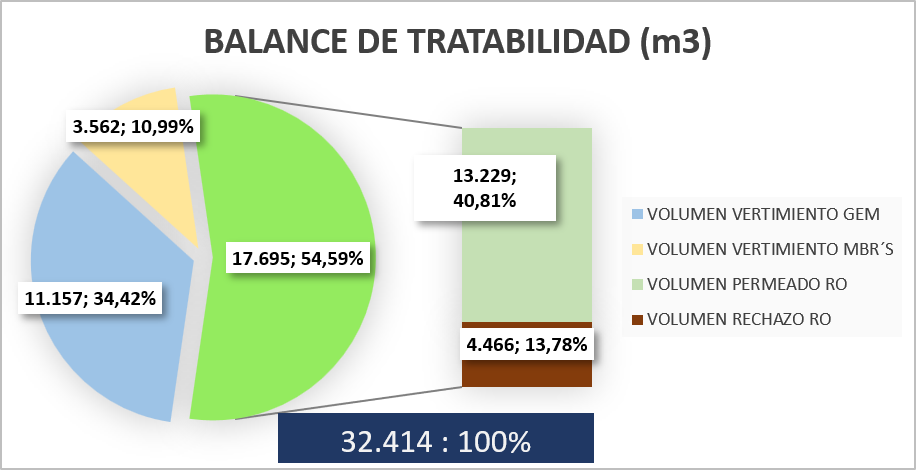 BALANCE DE TRATABILIDAD (m3)
3.562; 10,99%
17.695; 54,59%
11.157; 34,42%
13.229;
40,81%
4.466; 13,78%
VOLUMEN VERTIMIENTO GEM
VOLUMEN VERTIMIENTO MBR´S
VOLUMEN PERMEADO RO
VOLUMEN RECHAZO RO
32.414 : 100%